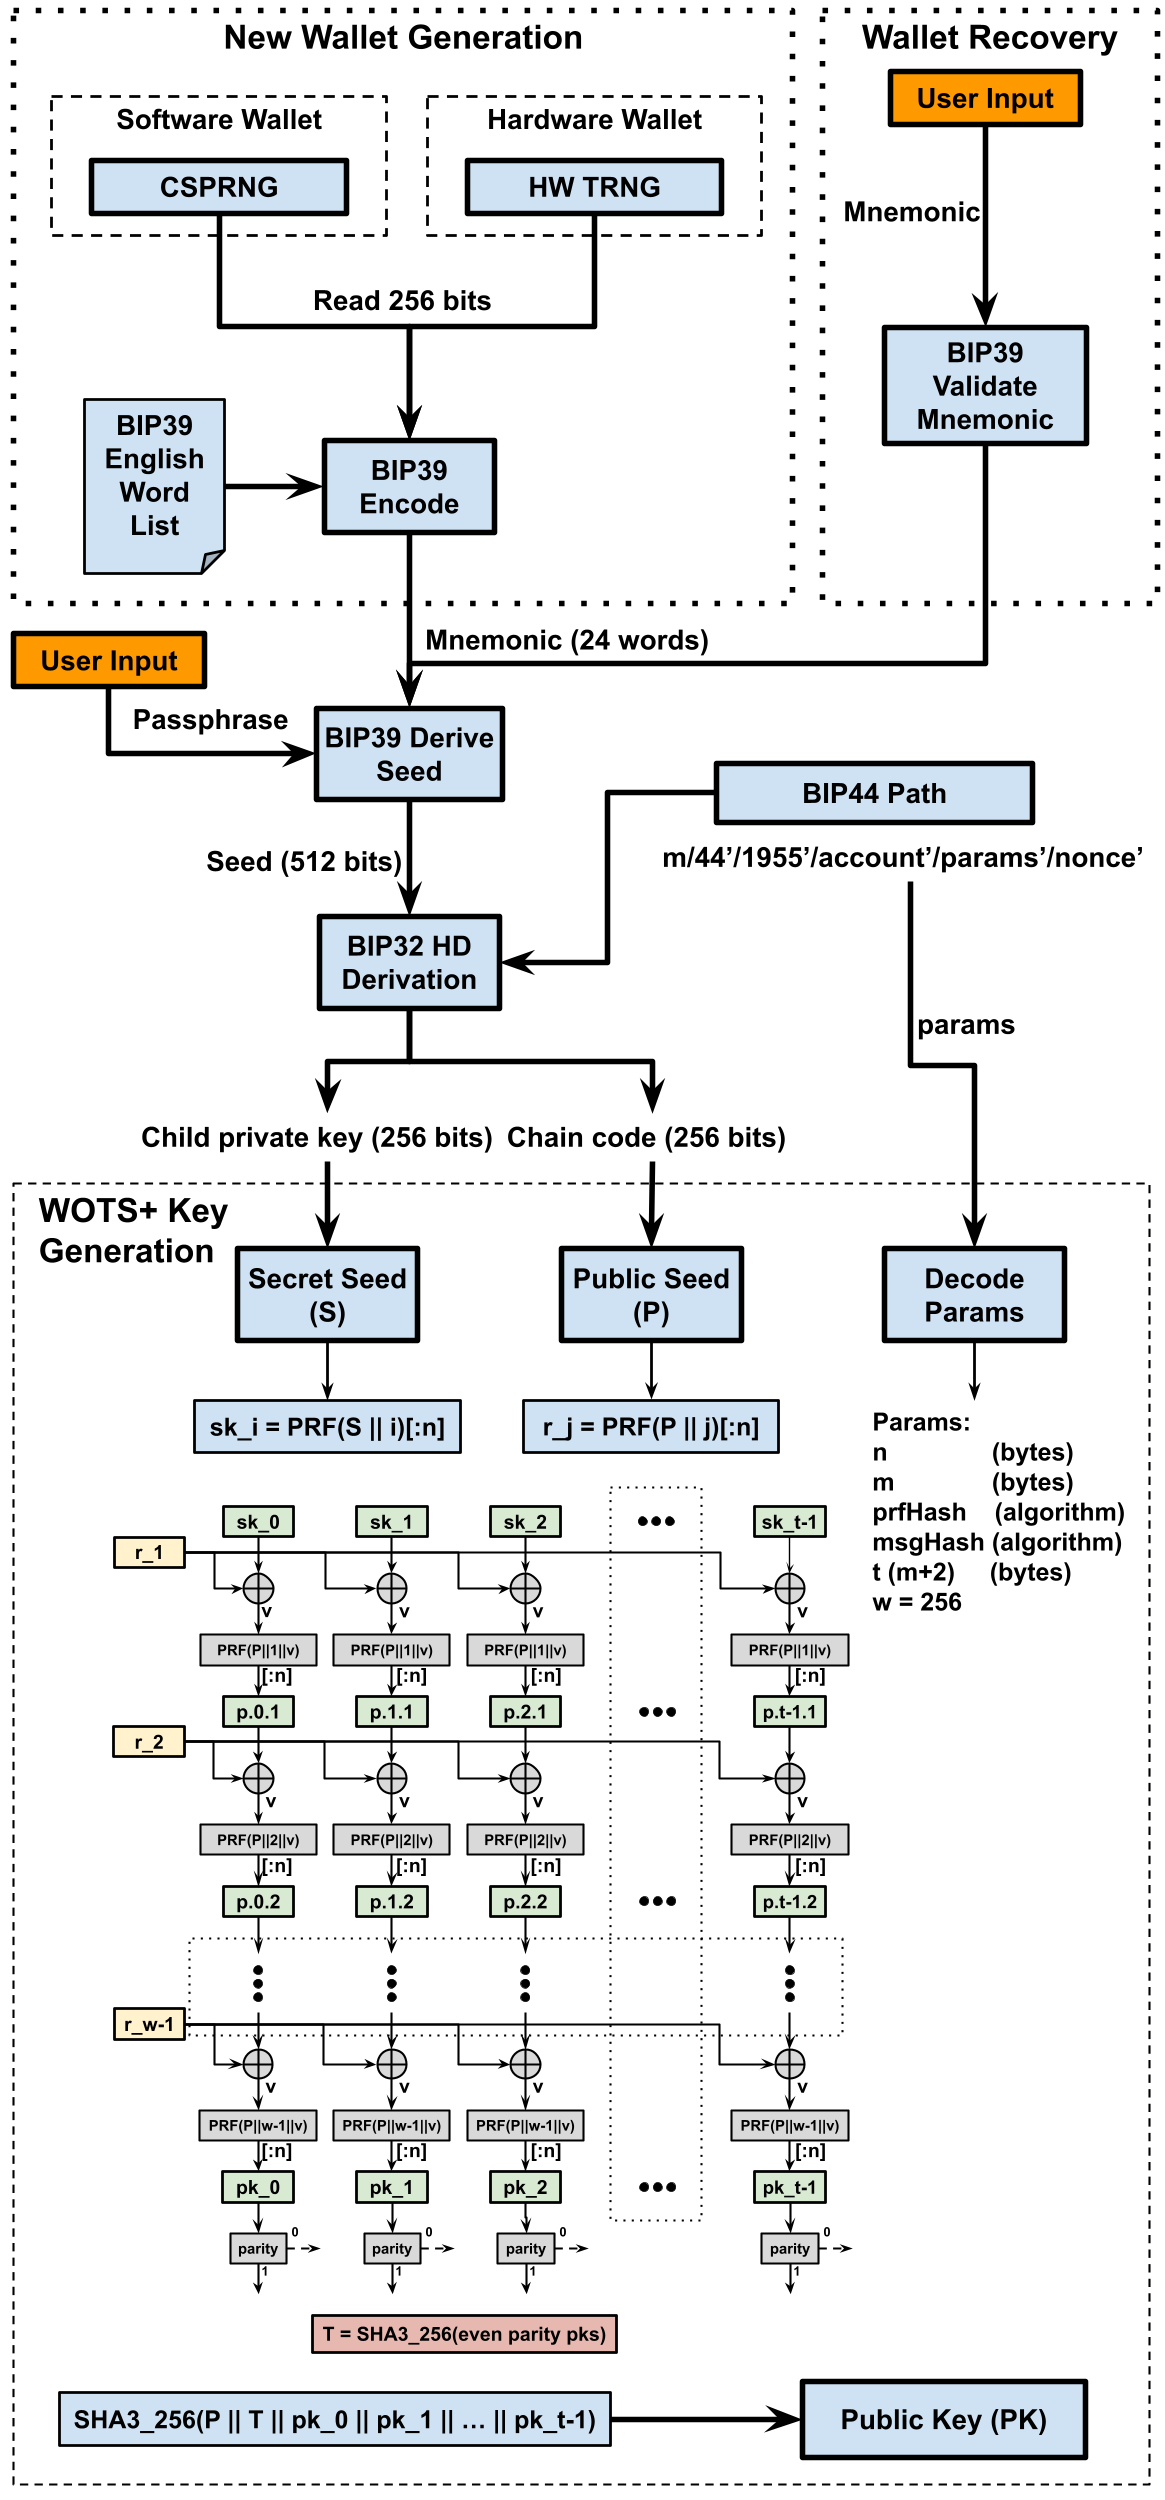 New Wallet Generation
Wallet Recovery
User Input
Software Wallet
Hardware Wallet
CSPRNG
HW TRNG
Mnemonic
Read 256 bits
BIP39
Validate
Mnemonic
BIP39
English
Word
List
BIP39
Encode
Mnemonic (24 words)
User Input
Passphrase
BIP39 Derive
Seed
BIP44 Path
m/44’/1955’/account’/params’/nonce’
Seed (512 bits)
BIP32 HD
Derivation
params
Child private key (256 bits)
Chain code (256 bits)
WOTS+ Key
Generation
Secret Seed
(S)
Public Seed
(P)
Decode
Params
sk_i = PRF(S || i)[:n]
r_j = PRF(P || j)[:n]
Params:
n (bytes)
m (bytes)
prfHash (algorithm)
msgHash (algorithm)
t (m+2) (bytes)
w = 256
sk_0 sk_1 sk_2 ••• sk_t-1
r_1
v v v v
PRF(P||1||v) PRF(P||1||v) PRF(P||1||v) PRF(P||1||v)
[:n] [:n] [:n] [:n]
p.0.1 p.1.1 p.2.1 ••• p.t-1.1
r_2
v v v v
PRF(P||2||v) PRF(P||2||v) PRF(P||2||v) PRF(P||2||v)
[:n] [:n] [:n] [:n]
p.0.2 p.1.2 p.2.2 ••• p.t-1.2
r_w-1
v v v v
PRF(P||w-1||v) PRF(P||w-1||v) PRF(P||w-1||v) PRF(P||w-1||v)
[:n] [:n] [:n] [:n]
pk_0 pk_1 pk_2 ••• pk_t-1
0 0 0 0
parity parity parity parity
1 1 1 1
T = SHA3_256(even parity pks)
SHA3_256(P || T || pk_0 || pk_1 || … || pk_t-1)
Public Key (PK)